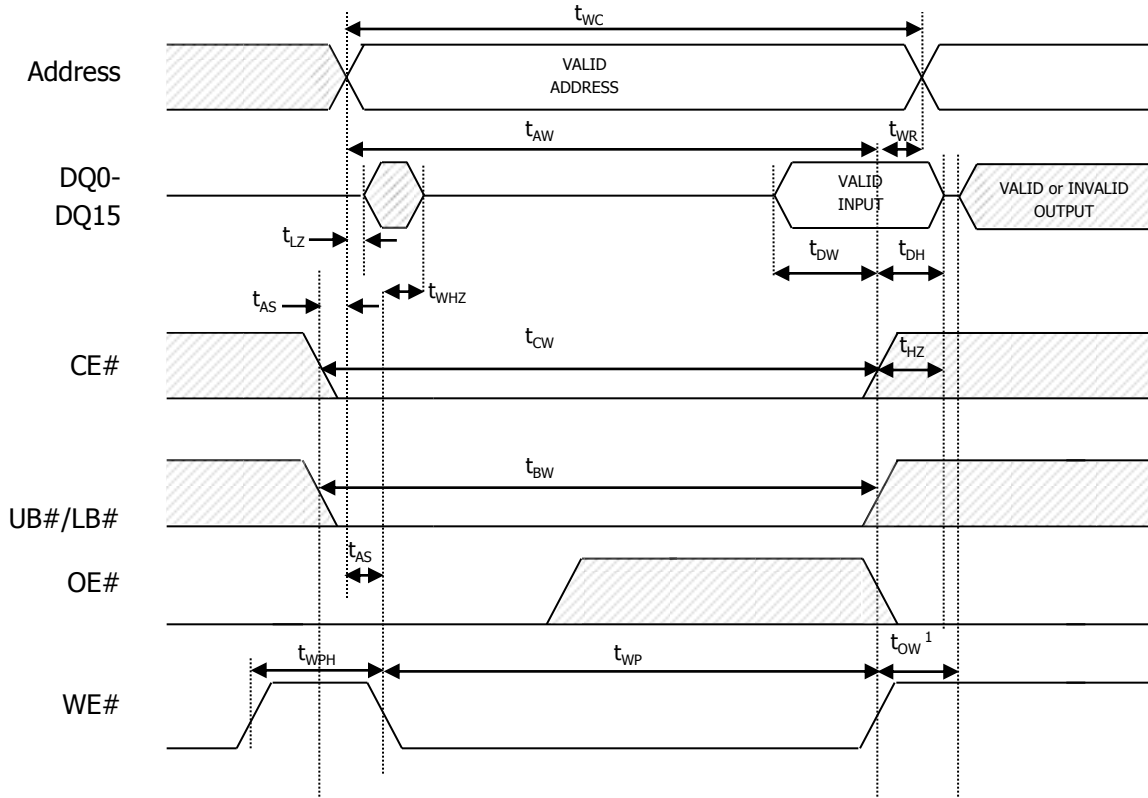 tWC
Address
VALID
ADDRESS
tAW
tWR
DQ0-
DQ15
VALID
INPUT
VALID or INVALID
OUTPUT
tLZ
tDW
tDH
tAS
tWHZ
CE#
tCW
tHZ
UB#/LB#
tBW
tAS
OE#
tWPH
tWP
tOW 1
WE#